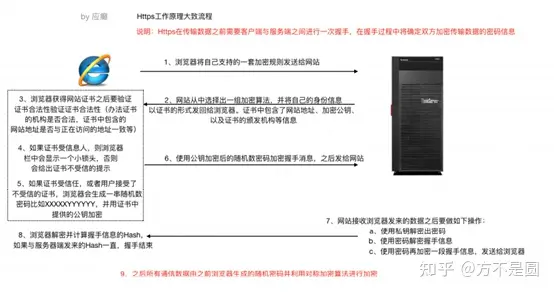 by 应癫
Https工作原理大致流程
说明：Https在传输数据之前需要客户端与服务端之间进行一次握手，在握手过程中将确定双方加密传输数据的密码信息
1、浏览器将自己支持的一套加密规则发送给网站
3、浏览器获得网站证书之后要验证
证书合法性验证证书合法性（办法证书
的机构是否合法，证书中包含的
网站地址是否与正在访问的地址一致等）
2、网站从中选择出一组加密算法，并将自己的身份信息
以证书的形式发回给浏览器，证书中包含了网站地址、加密公钥、
以及证书的颁发机构等信息
ThinkServer
4、如果证书受信息人，则浏览器
栏中会显示一个小锁头，否则
会给出证书不受信的提示
6、使用公钥加密后的随机数密码加密握手消息，之后发给网站
5、如果证书受信任，或者用户接受了
不受信的证书，浏览器会生成一串随机数
密码比如XXXXXYYYYYY，并用证书中
提供的公钥加密
7、网站接收浏览器发来的数据之后要做如下操作：
a、使用私钥解密出密码
b、使用密码解密握手信息
c、使用密码再加密一段握手信息、发送给浏览器
8、浏览器解密并计算握手信息的Hash，
如果与服务器端发来的Hash一直，握手结束
9、之后所有通信数据由之前浏览器生成的随机密码并利用对称加密算法进行加密
知乎 @方不是圆